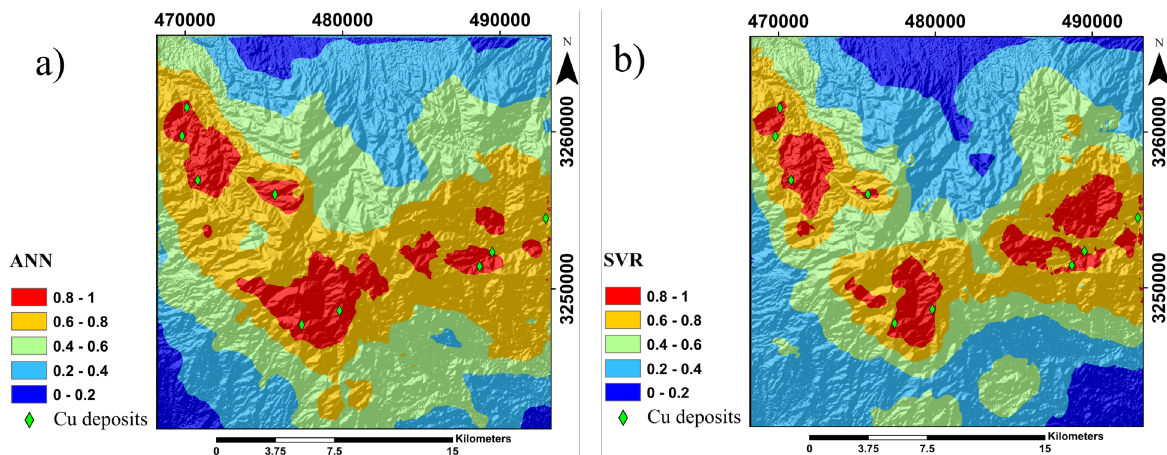 470000 480000 490000
a)
N
3260000
3250000
ANN
0.8 - 1
0.6 - 0.8
0.4 - 0.6
0.2 - 0.4
0 - 0.2
Cu deposits
Kilometers
0 3.75 7.5 15
470000 480000 490000
b)
N
3260000
3250000
SVR
0.8 - 1
0.6 - 0.8
0.4 - 0.6
0.2 - 0.4
0 - 0.2
Cu deposits
Kilometers
0 3.75 7.5 15